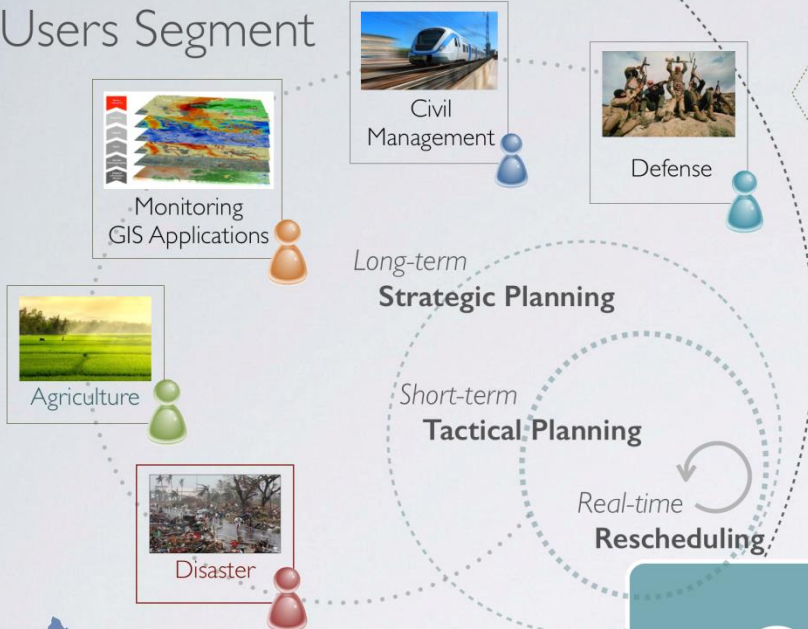 Users Segment
Civil
Management
Defense
Monitoring
GIS Applications
Long-term
Strategic Planning
Agriculture
Short-term
Tactical Planning
Real-time
Rescheduling
Disaster